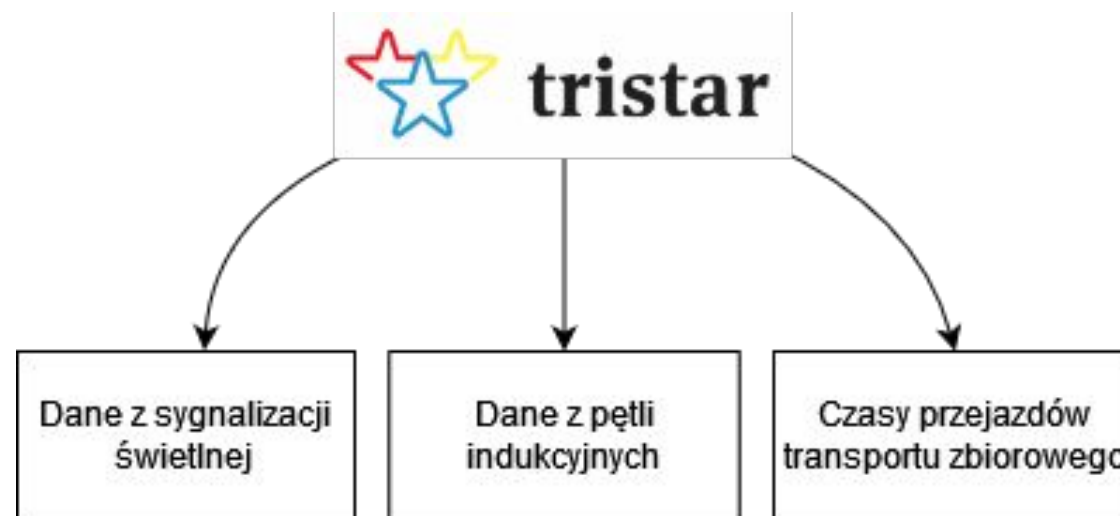 tristar
Dane z sygnalizacji
świetlnej
Dane z pętli
indukcyjnych
Czasy przejazdów
transportu zbiorowego